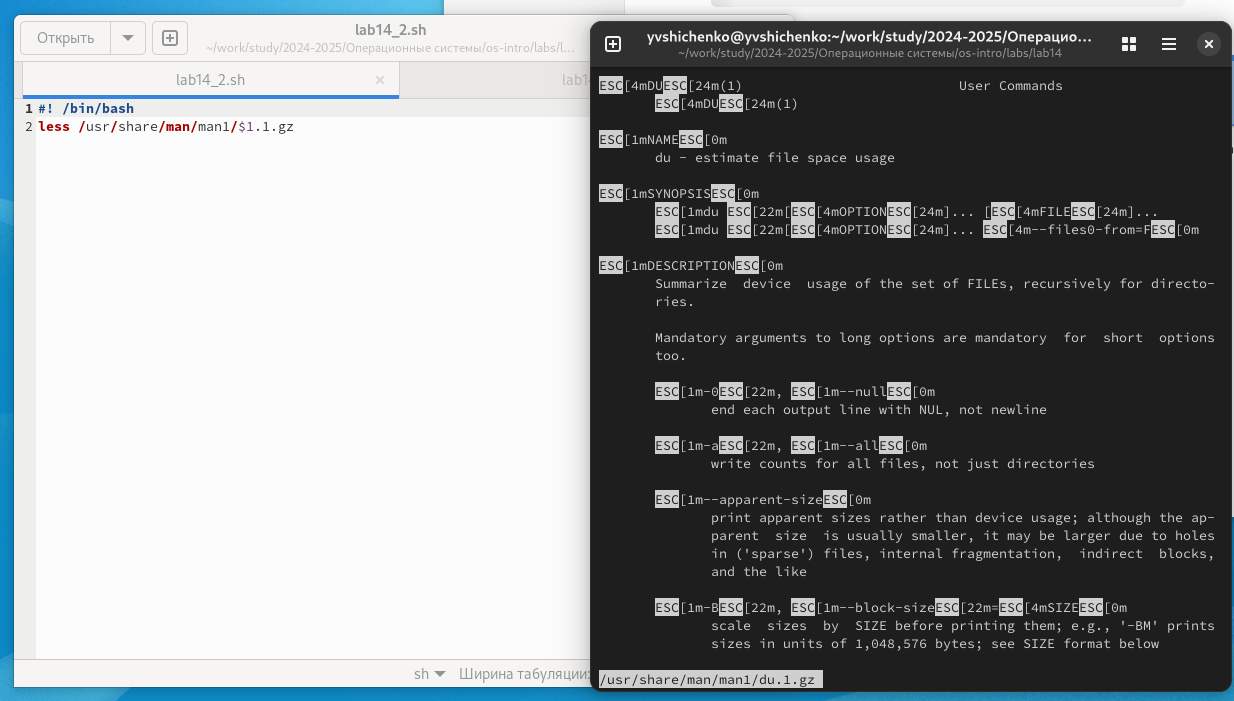 Открыть
lab14_2.sh
~/work/study/2024-2025/Операционные системы/os-intro/labs/l…
lab14_2.sh ×
lab1
1 #! /bin/bash
2 less /usr/share/man/man1/$1.1.gz
sh
Ширина табуляции:
yvshichenko@yvshichenko:~/work/study/2024-2025/Операцио…
~/work/study/2024-2025/Операционные системы/os-intro/labs/lab14
ESC[4mDUESC[24m(1) User Commands
ESC[4mDUESC[24m(1)
ESC[1mNAMEESC[0m
du - estimate file space usage
ESC[1mSYNOPSISESC[0m
ESC[1mdu ESC[22m[ESC[4mOPTIONESC[24m]... [ESC[4mFILEESC[24m]...
ESC[1mdu ESC[22m[ESC[4mOPTIONESC[24m]... ESC[4m--files0-from=FESC[0m
ESC[1mDESCRIPTIONESC[0m
Summarize device usage of the set of FILEs, recursively for directo-
ries.
Mandatory arguments to long options are mandatory for short options
too.
ESC[1m-0ESC[22m, ESC[1m--nullESC[0m
end each output line with NUL, not newline
ESC[1m-aESC[22m, ESC[1m--allESC[0m
write counts for all files, not just directories
ESC[1m--apparent-sizeESC[0m
print apparent sizes rather than device usage; although the ap-
parent size is usually smaller, it may be larger due to holes
in ('sparse') files, internal fragmentation, indirect blocks,
and the like
ESC[1m-BESC[22m, ESC[1m--block-sizeESC[22m=ESC[4mSIZEESC[0m
scale sizes by SIZE before printing them; e.g., '-BM' prints
sizes in units of 1,048,576 bytes; see SIZE format below
/usr/share/man/man1/du.1.gz